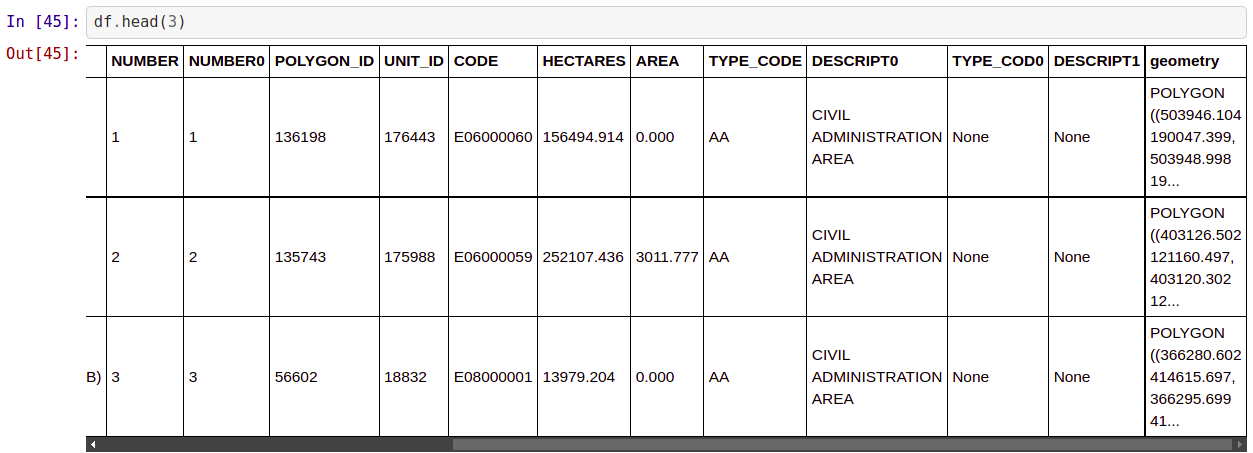 In [45]: df.head(3)
Out[45]:
NUMBER NUMBER0 POLYGON_ID UNIT_ID CODE HECTARES AREA TYPE_CODE DESCRIPT0 TYPE_COD0 DESCRIPT1 geometry
1 1 136198 176443 E06000060 156494.914 0.000 AA CIVIL ADMINISTRATION AREA None None POLYGON ((503946.104 190047.399, 503948.998 19...
2 2 135743 175988 E06000059 252107.436 3011.777 AA CIVIL ADMINISTRATION AREA None None POLYGON ((403126.502 121160.497, 403120.302 12...
B) 3 3 56602 18832 E08000001 13979.204 0.000 AA CIVIL ADMINISTRATION AREA None None POLYGON ((366280.602 414615.697, 366295.699 41...